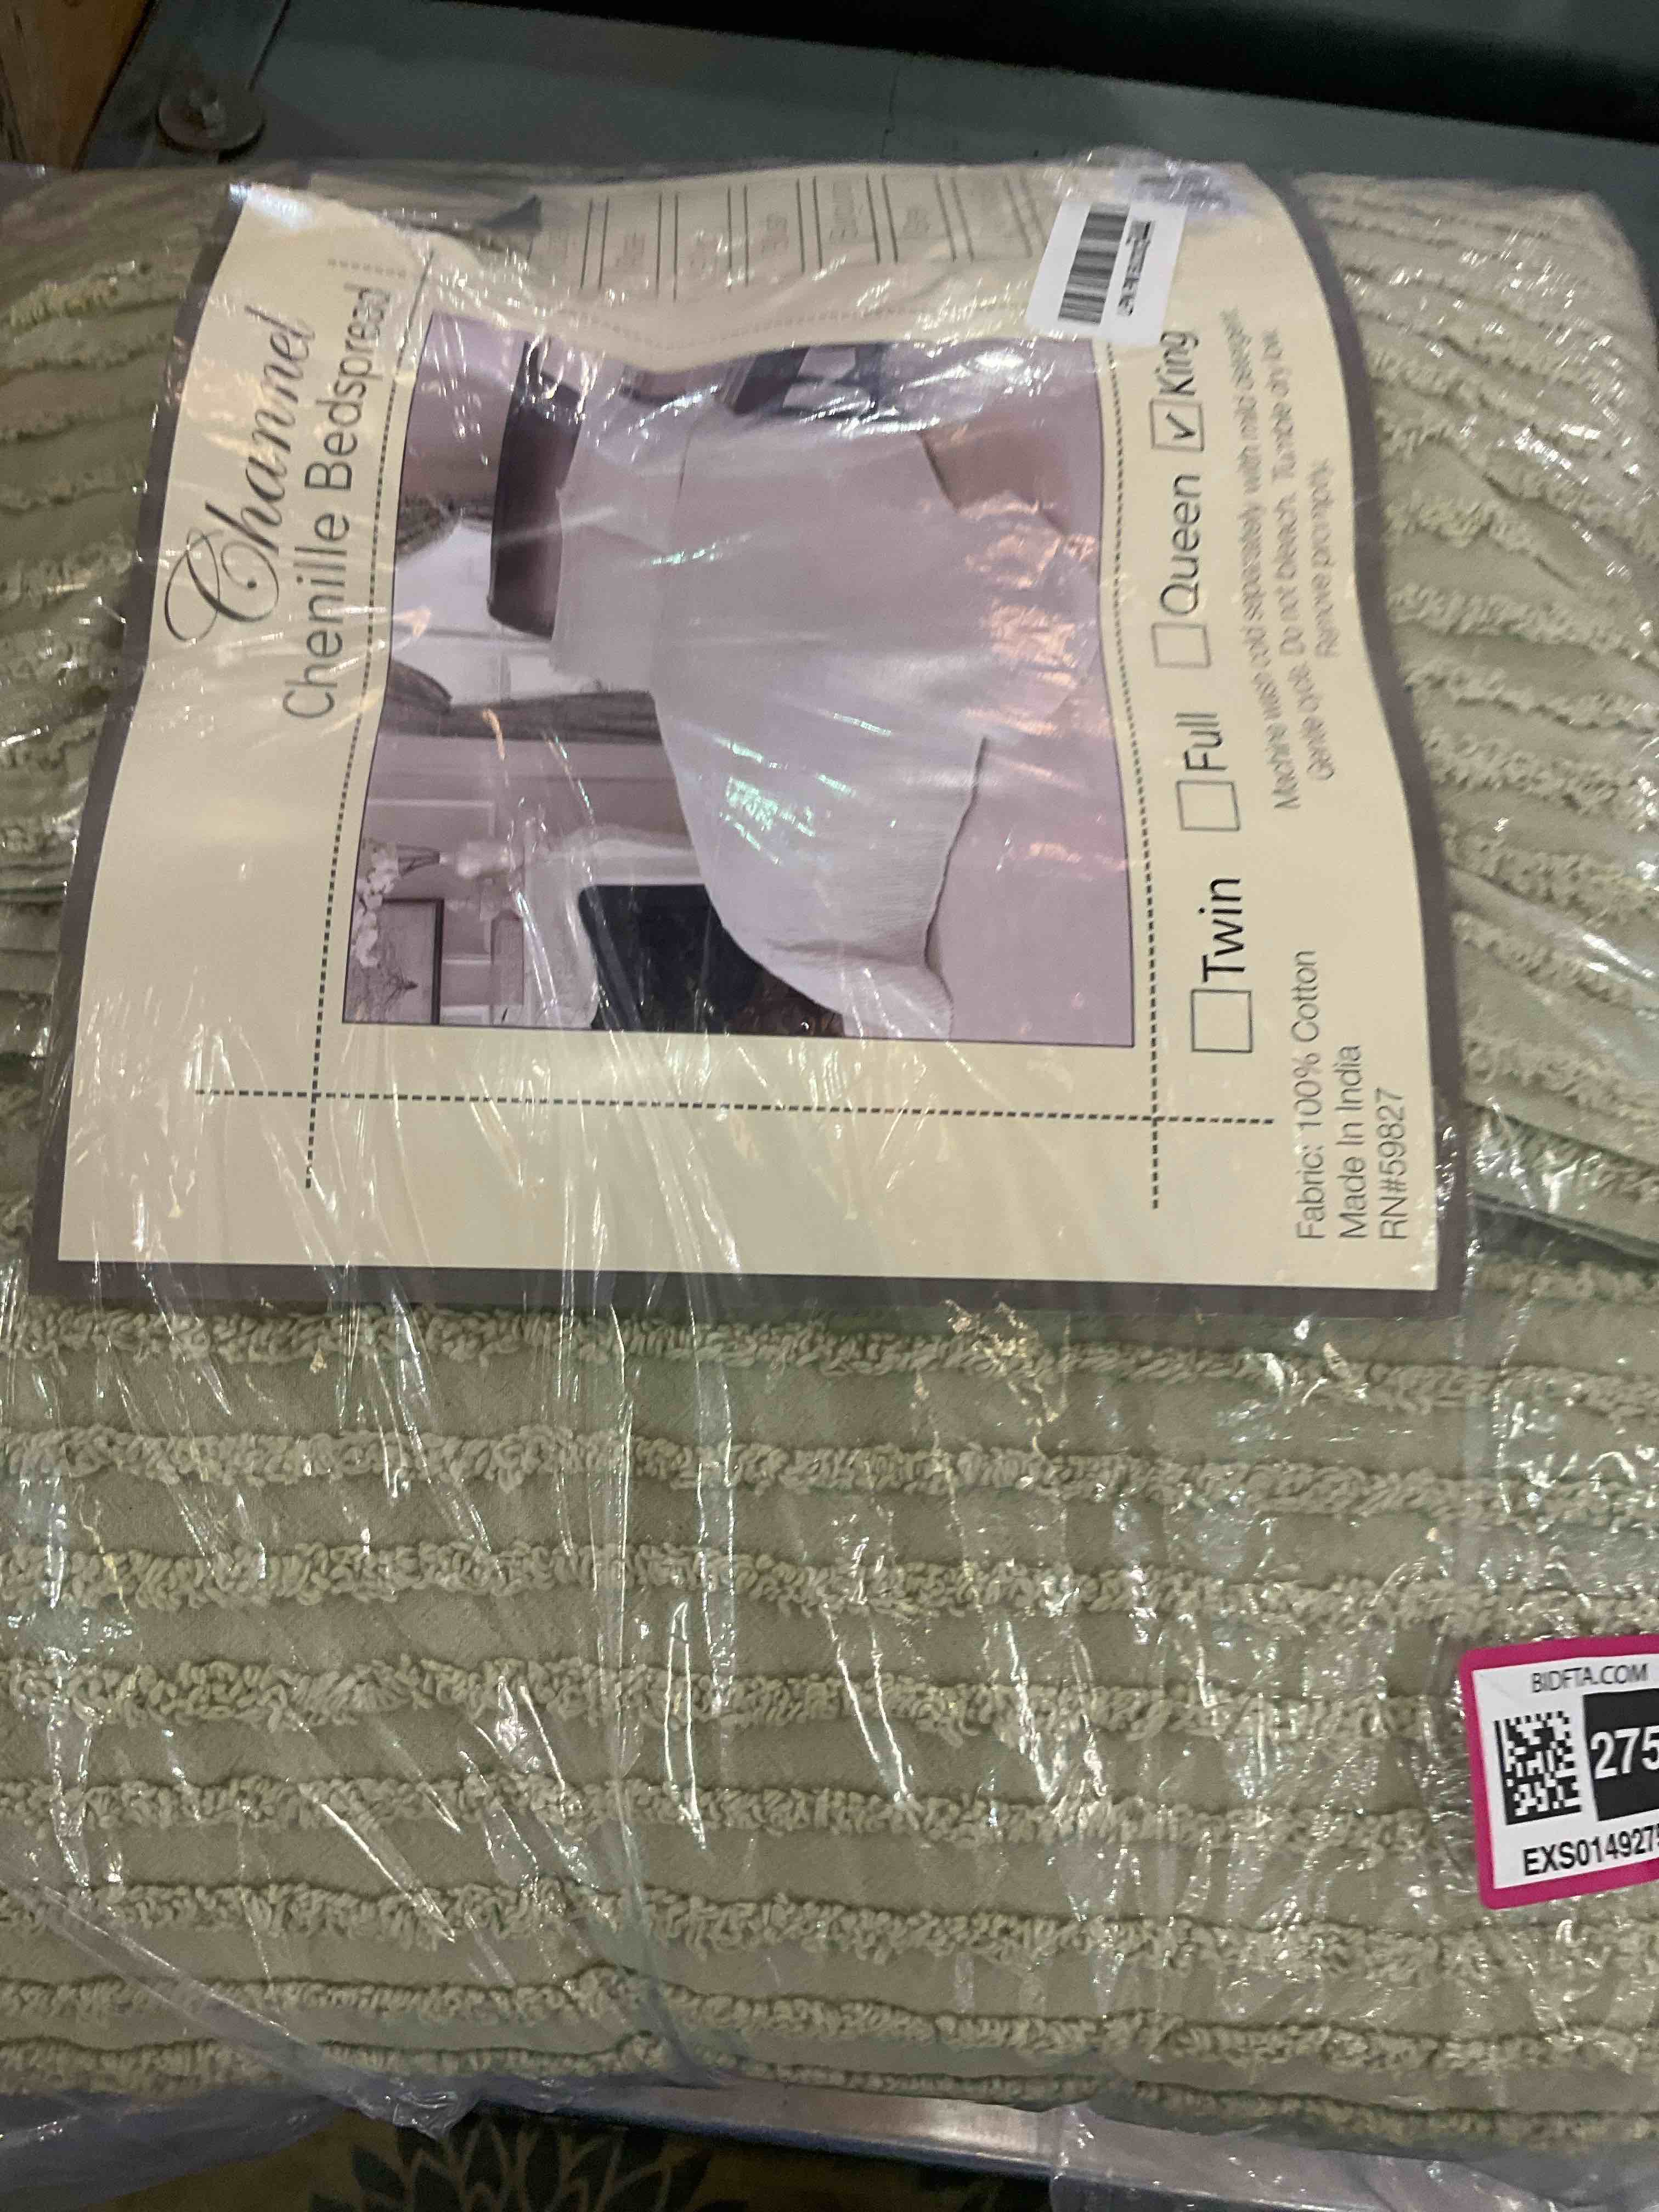 Channel
Chenille Bedspread
Twin Full Queen King
Machine wash cold separately with mild detergent.
Gentle cycle. Do not bleach. Tumble dry low.
Remove promptly.
Fabric: 100% Cotton
Made In India
RN#59827
BIDFTA.COM
275
EXS0149275